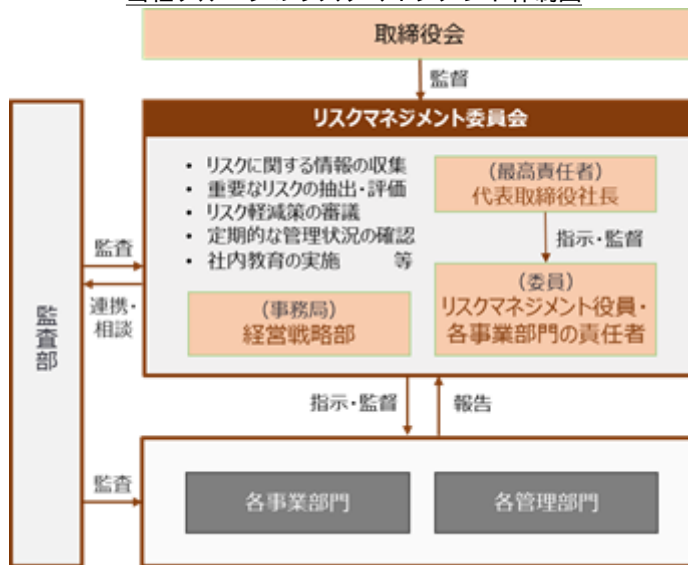 取締役会
監督
リスクマネジメント委員会
• リスクに関する情報の収集
• 重要なリスクの抽出・評価
• リスク軽減策の審議
• 定期的な管理状況の確認
• 社内教育の実施　　等
(最高責任者)
代表取締役社長
指示・監督
(委員)
リスクマネジメント役員・
各事業部門の責任者
(事務局)
経営戦略部
監査
連携・
相談
監査部
指示・監督
報告
監査
各事業部門
各管理部門